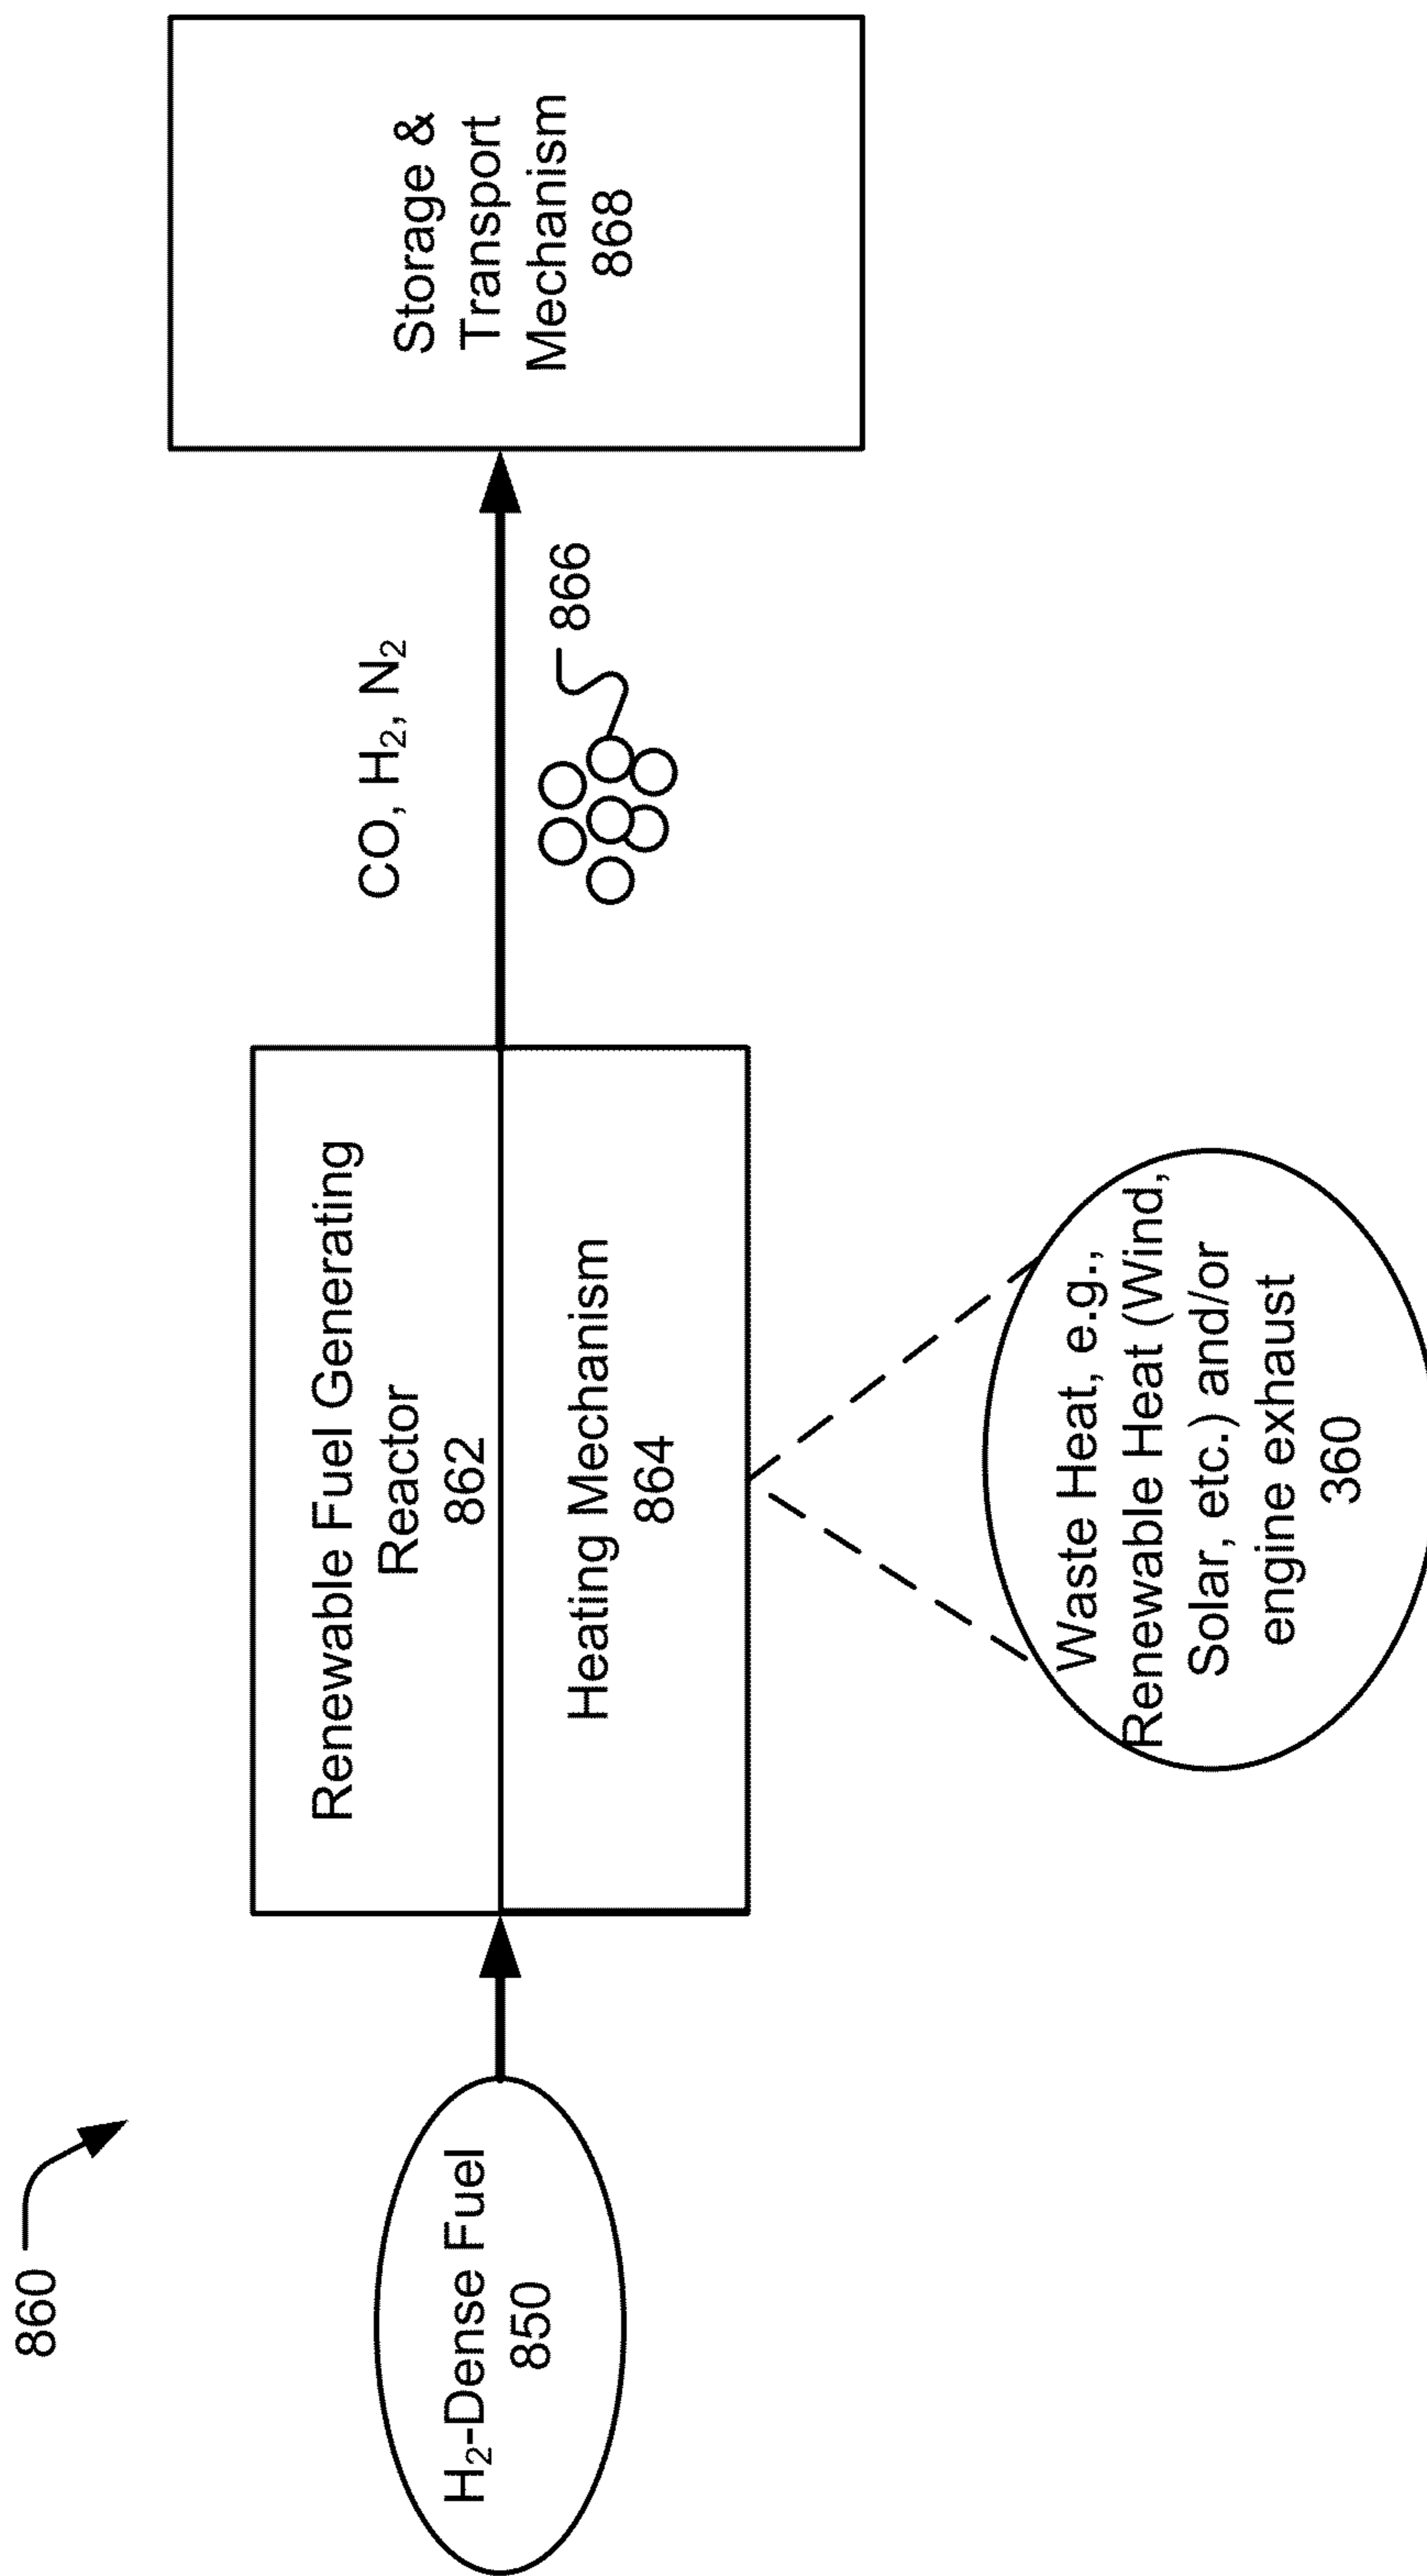 860
H₂-Dense Fuel
850
Renewable Fuel Generating
Reactor
862
Heating Mechanism
864
Waste Heat, e.g.,
Renewable Heat (Wind,
Solar, etc.) and/or
engine exhaust
360
CO, H₂, N₂
866
Storage &
Transport
Mechanism
868